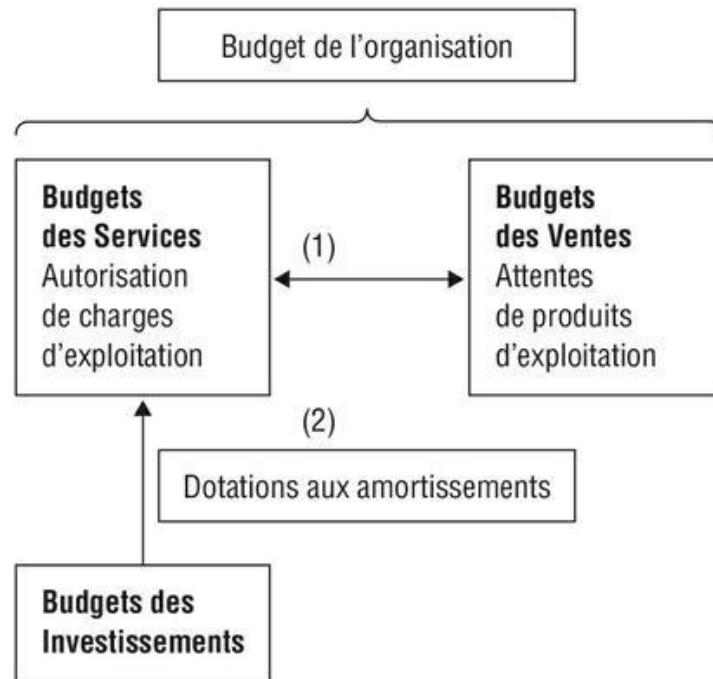 Budget de l'organisation
Budgets
des Services
Autorisation
de charges
d'exploitation
(1)
Budgets
des Ventes
Attentes
de produits
d'exploitation
(2)
Dotations aux amortissements
Budgets des
Investissements